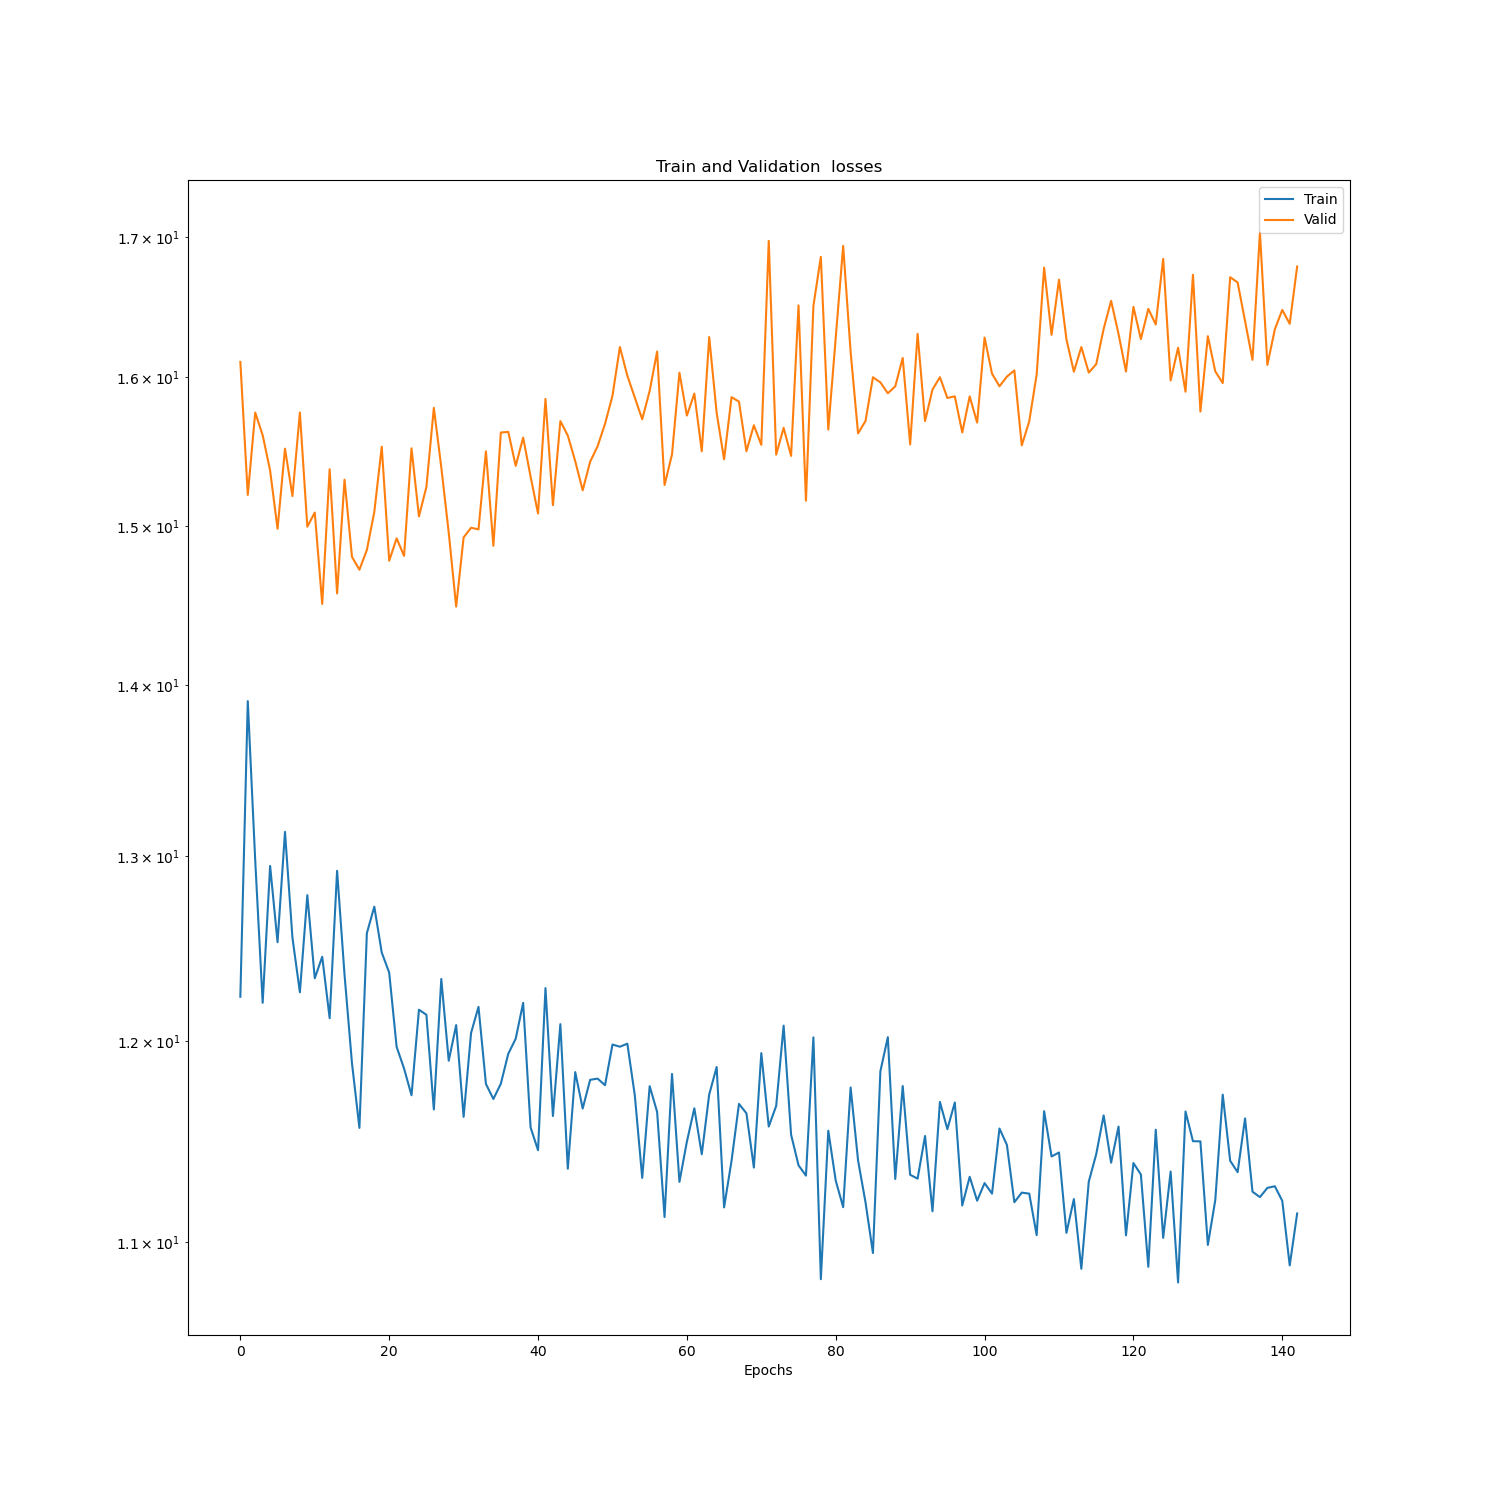 Train and Validation  losses
Train
Valid
1.7 × 10¹
1.6 × 10¹
1.5 × 10¹
1.4 × 10¹
1.3 × 10¹
1.2 × 10¹
1.1 × 10¹
0 20 40 60 80 100 120 140
Epochs